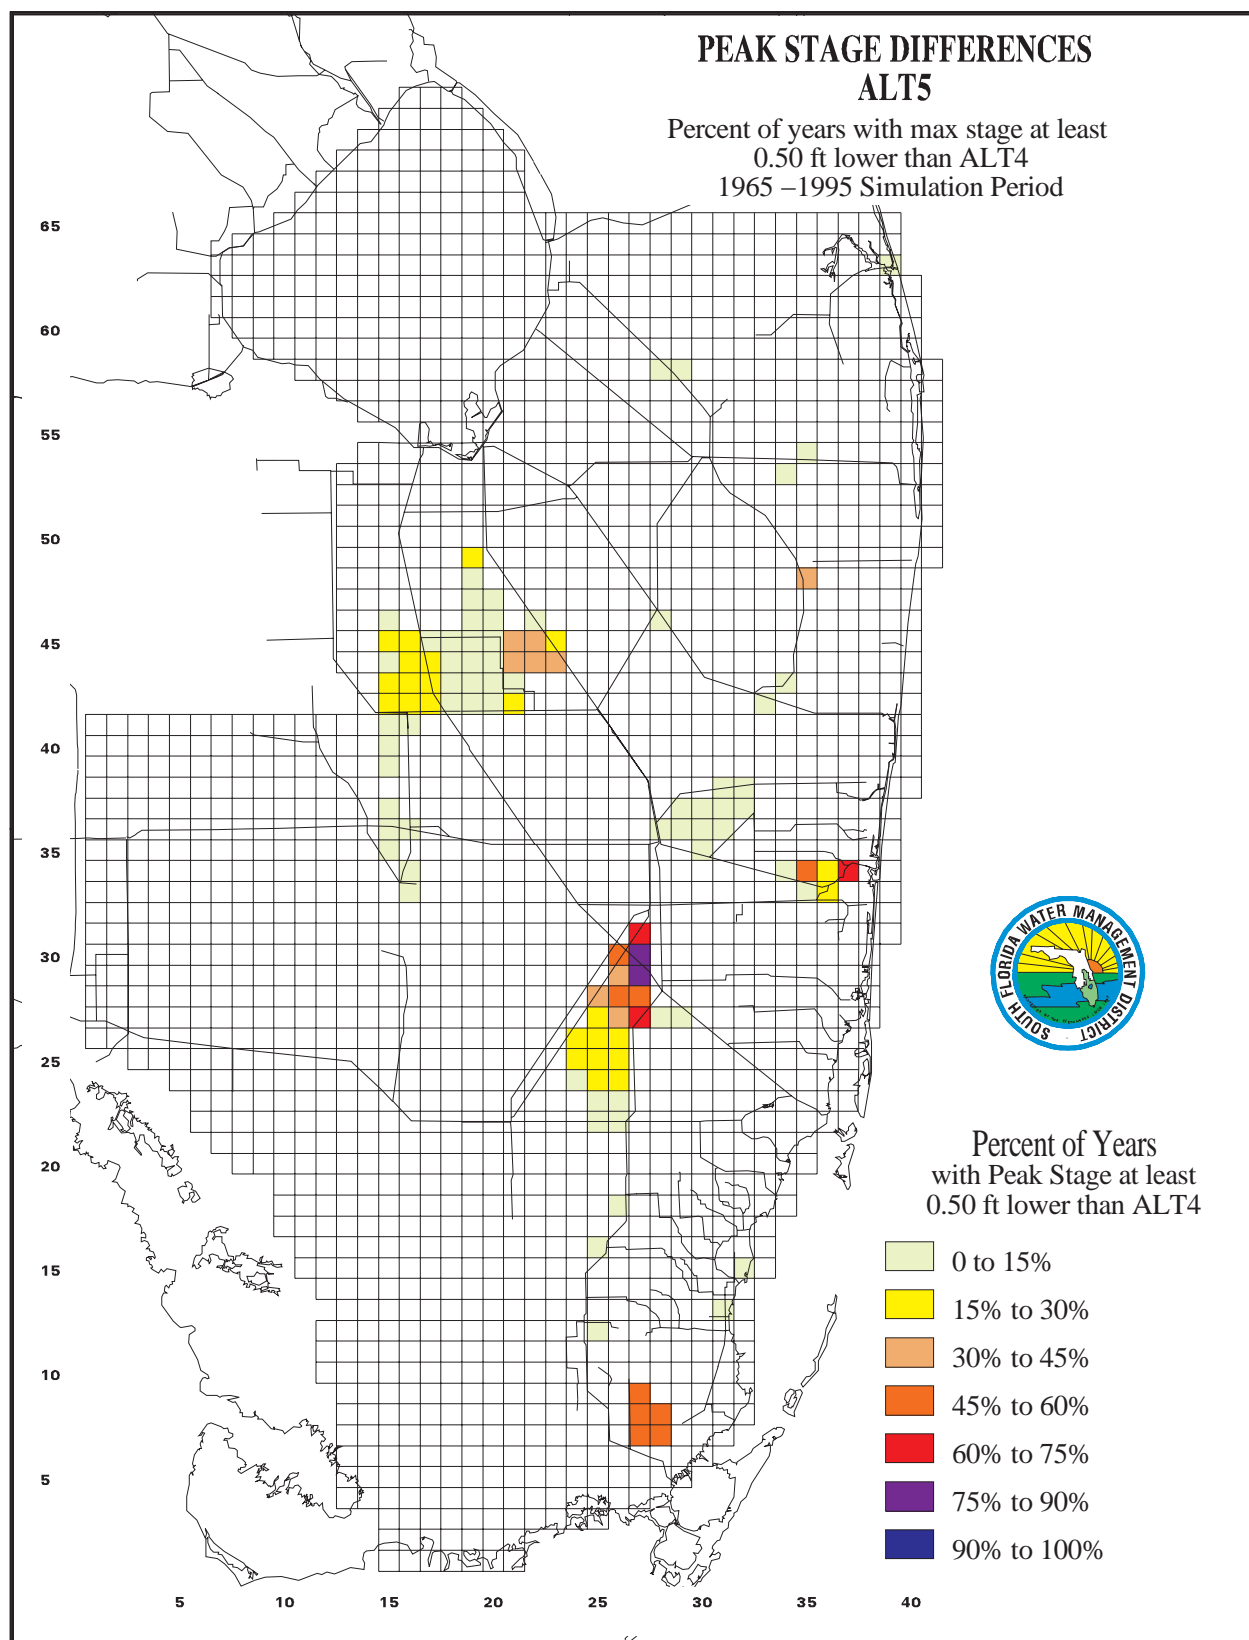 PEAK STAGE DIFFERENCES
ALT5
Percent of years with max stage at least
0.50 ft lower than ALT4
1965 –1995 Simulation Period
65
60
55
50
45
40
35
30
25
20
15
10
5
SOUTH FLORIDA WATER MANAGEMENT DISTRICT
Percent of Years
with Peak Stage at least
0.50 ft lower than ALT4
0 to 15%
15% to 30%
30% to 45%
45% to 60%
60% to 75%
75% to 90%
90% to 100%
5 10 15 20 25 30 35 40
“